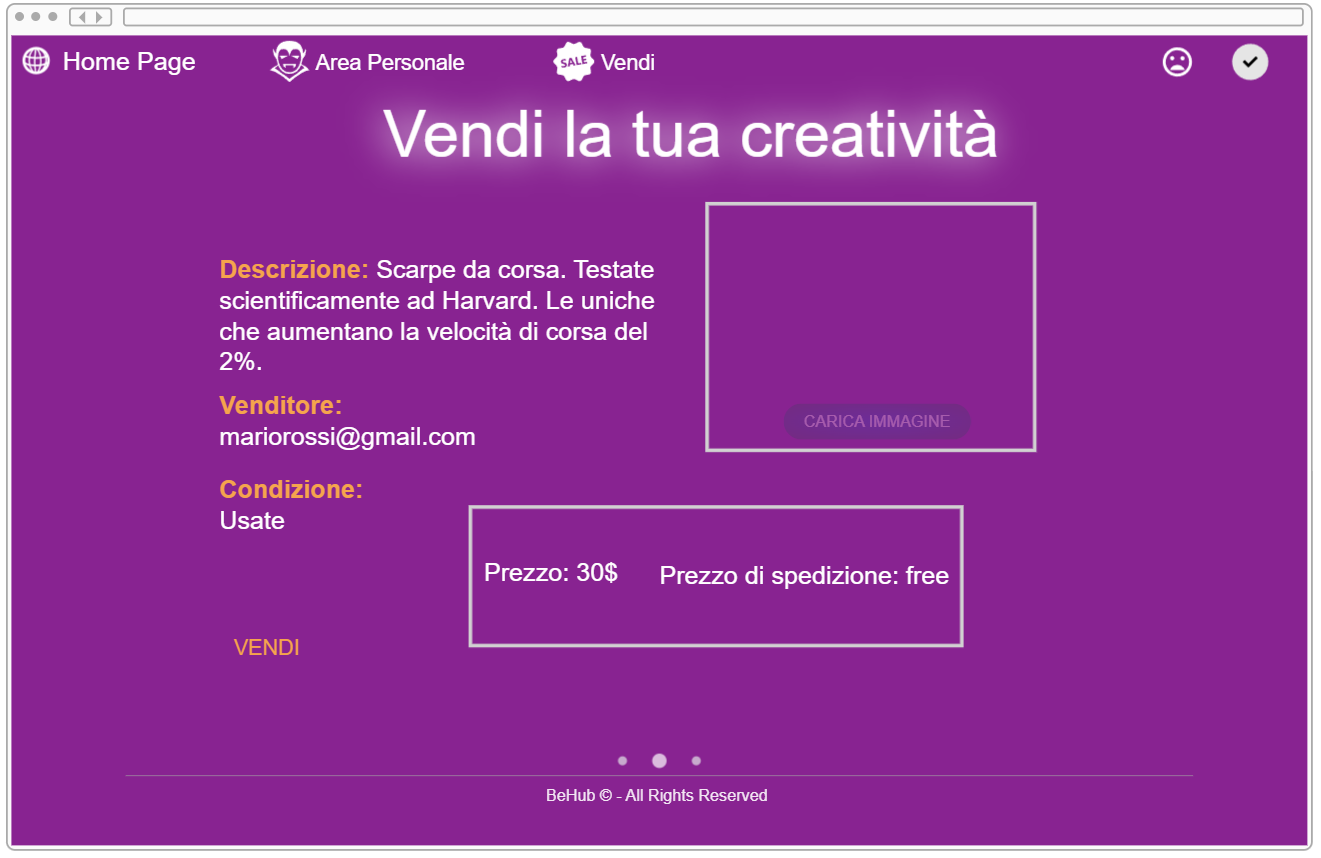 Home Page
Area Personale
SALE
Vendi
Vendi la tua creatività
Descrizione: Scarpe da corsa. Testate
scientificamente ad Harvard. Le uniche
che aumentano la velocità di corsa del
2%.
Venditore:
mariorossi@gmail.com
CARICA IMMAGINE
Condizione:
Usate
Prezzo: 30$
Prezzo di spedizione: free
VENDI
BeHub © - All Rights Reserved